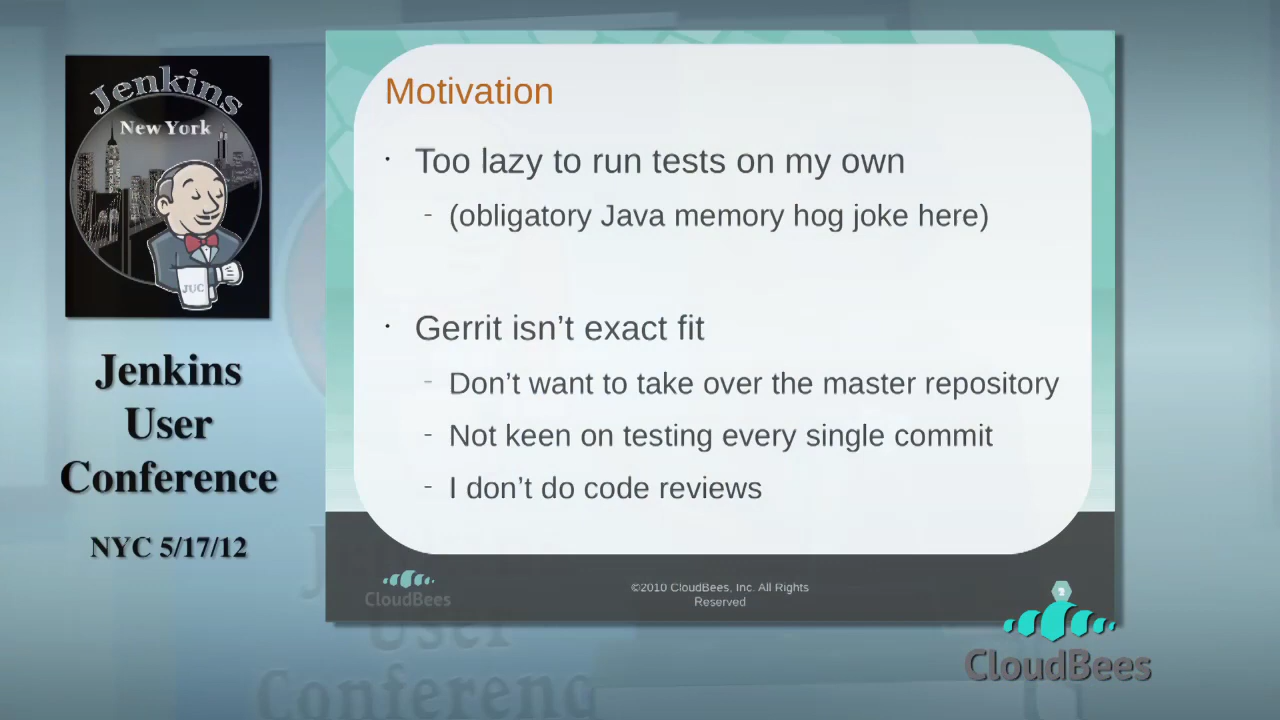 Jenkins
New York
JUC
Jenkins
User
Conference
NYC 5/17/12
Motivation
· Too lazy to run tests on my own
- (obligatory Java memory hog joke here)
· Gerrit isn’t exact fit
- Don’t want to take over the master repository
- Not keen on testing every single commit
- I don’t do code reviews
CloudBees
©2010 CloudBees, Inc. All Rights
Reserved
CloudBees
User
Conferenc